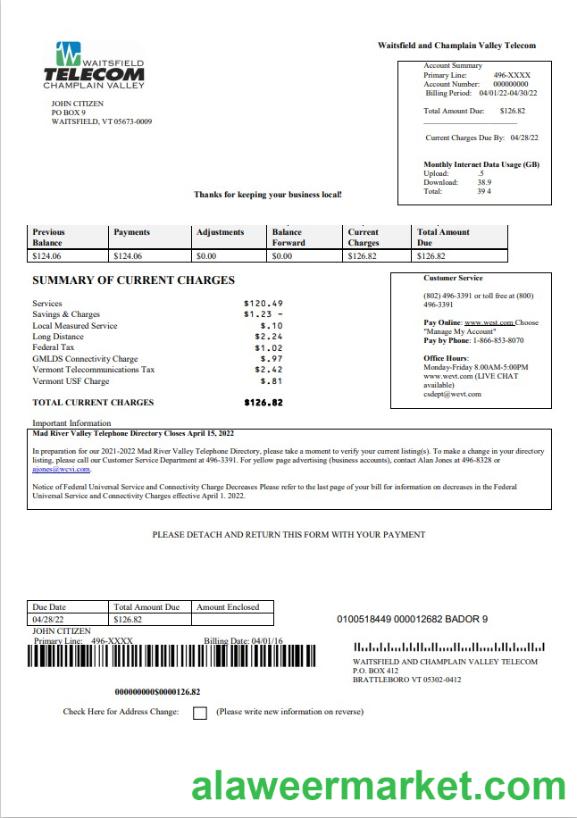 WAITSFIELD
TELECOM
CHAMPLAIN VALLEY
JOHN CITIZEN
PO BOX 9
WAITSFIELD, VT 05673-0009
Waitsfield and Champlain Valley Telecom
Account Summary
Primary Line: 496-XXXX
Account Number: 000000000
Billing Period: 04/01/22-04/30/22
Total Amount Due: $126.82
Current Charges Due By: 04/28/22
Monthly Internet Data Usage (GB)
Upload: .5
Download: 38.9
Total: 39 4
Thanks for keeping your business local!
Previous Balance Payments Adjustments Balance Forward Current Charges Total Amount Due
$124.06 $124.06 $0.00 $0.00 $126.82 $126.82
SUMMARY OF CURRENT CHARGES
Services $120.49
Savings & Charges $1.23 -
Local Measured Service $.10
Long Distance $2.24
Federal Tax $1.02
GMLDS Connectivity Charge $.97
Vermont Telecommunications Tax $2.42
Vermont USF Charge $.81
TOTAL CURRENT CHARGES $126.82
Customer Service
(802) 496-3391 or toll free at (800)
496-3391
Pay Online: www.west.com Choose
"Manage My Account"
Pay by Phone: 1-866-853-8070
Office Hours:
Monday-Friday 8.00AM-5:00PM
www.wevt.com (LIVE CHAT
available)
csdept@wevt.com
Important Information
Mad River Valley Telephone Directory Closes April 15, 2022
In preparation for our 2021-2022 Mad River Valley Telephone Directory, please take a moment to verify your current listing(s). To make a change in your directory
listing, please call our Customer Service Department at 496-3391. For yellow page advertising (business accounts), contact Alan Jones at 496-8328 or
ajones@wcvi.com.
Notice of Federal Universal Service and Connectivity Charge Decreases Please refer to the last page of your bill for information on decreases in the Federal
Universal Service and Connectivity Charges effective April 1. 2022.
PLEASE DETACH AND RETURN THIS FORM WITH YOUR PAYMENT
Due Date Total Amount Due Amount Enclosed
04/28/22 $126.82
JOHN CITIZEN
Primary Line: 496-XXXX Billing Date: 04/01/16
000000000$0000126.82
Check Here for Address Change: (Please write new information on reverse)
0100518449 000012682 BADOR 9
WAITSFIELD AND CHAMPLAIN VALLEY TELECOM
P.O. BOX 412
BRATTLEBORO VT 05302-0412
alaweermarket.com